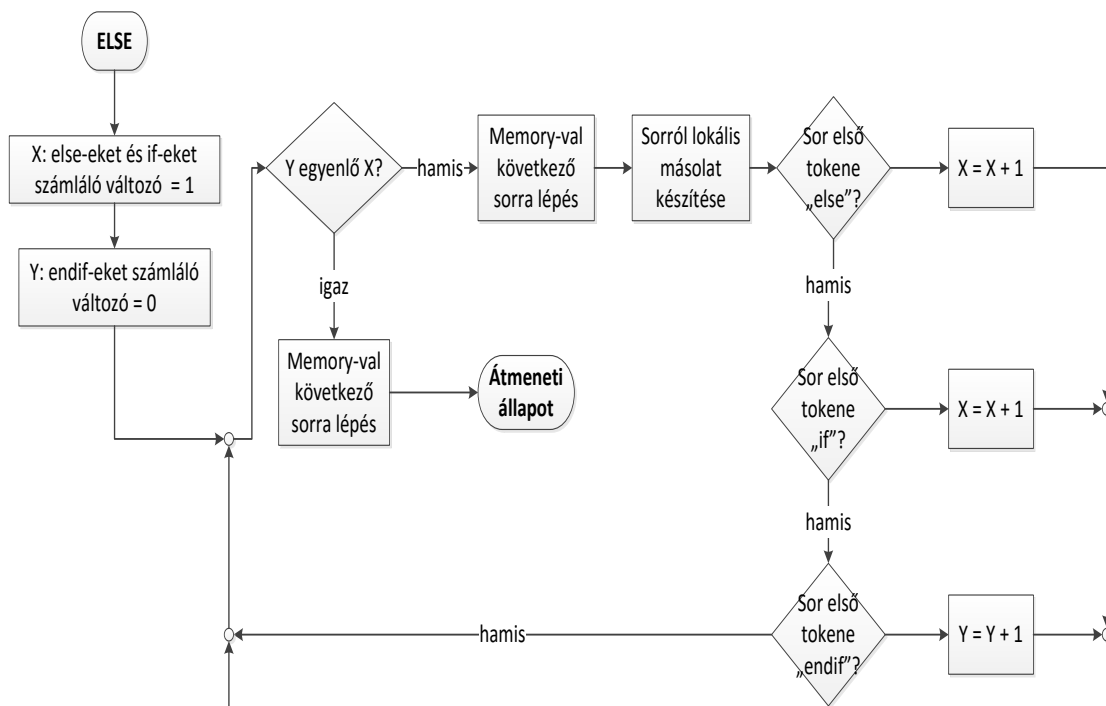 ELSE
X: else-eket és if-eket
számláló változó = 1
Y: endif-eket számláló
változó = 0
Y egyenlő X?
hamis
igaz
Memory-val
következő
sorra lépés
Átmeneti
állapot
Memory-val
következő
sorra lépés
Sorról lokális
másolat
készítése
Sor első
tokene
„else”?
X = X + 1
hamis
Sor első
tokene
„if”?
X = X + 1
hamis
Sor első
tokene
„endif”?
Y = Y + 1
hamis